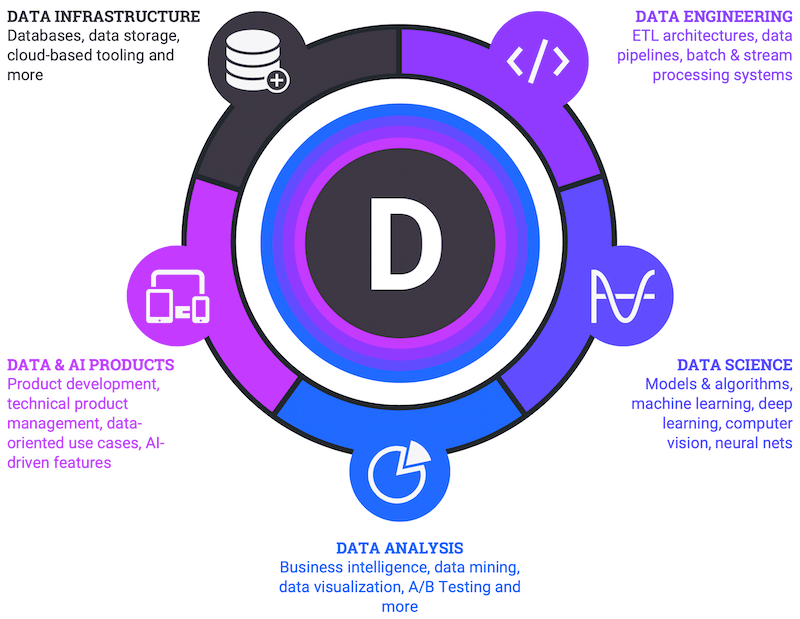 DATA INFRASTRUCTURE
Databases, data storage,
cloud-based tooling and
more
DATA ENGINEERING
ETL architectures, data
pipelines, batch & stream
processing systems
D
DATA & AI PRODUCTS
Product development,
technical product
management, data-
oriented use cases, AI-
driven features
DATA SCIENCE
Models & algorithms,
machine learning, deep
learning, computer
vision, neural nets
DATA ANALYSIS
Business intelligence, data mining,
data visualization, A/B Testing and
more